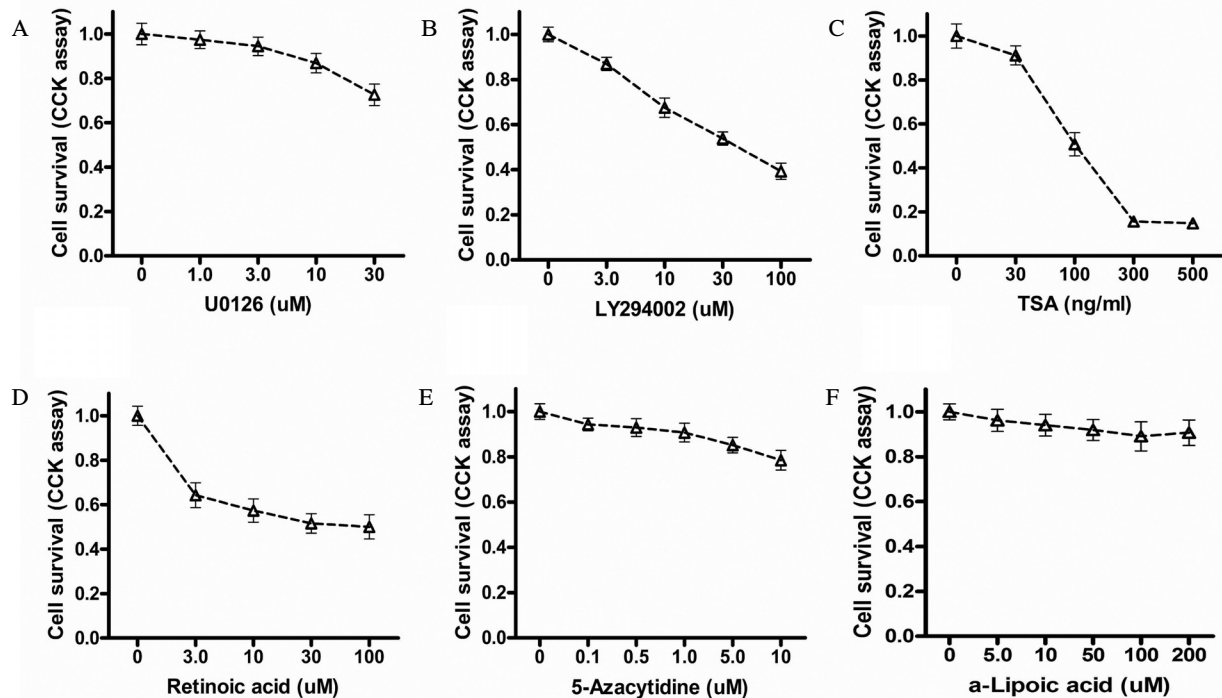 A
Cell survival (CCK assay)
1.0
0.8
0.6
0.4
0.2
0.0
0 1.0 3.0 10 30
U0126 (uM)
B
Cell survival (CCK assay)
1.0
0.8
0.6
0.4
0.2
0.0
0 3.0 10 30 100
LY294002 (uM)
C
Cell survival (CCK assay)
1.0
0.8
0.6
0.4
0.2
0.0
0 30 100 300 500
TSA (ng/ml)
D
Cell survival (CCK assay)
1.0
0.8
0.6
0.4
0.2
0.0
0 3.0 10 30 100
Retinoic acid (uM)
E
Cell survival (CCK assay)
1.0
0.8
0.6
0.4
0.2
0.0
0 0.1 0.5 1.0 5.0 10
5-Azacytidine (uM)
F
Cell survival (CCK assay)
1.0
0.8
0.6
0.4
0.2
0.0
0 5.0 10 50 100 200
a-Lipoic acid (uM)